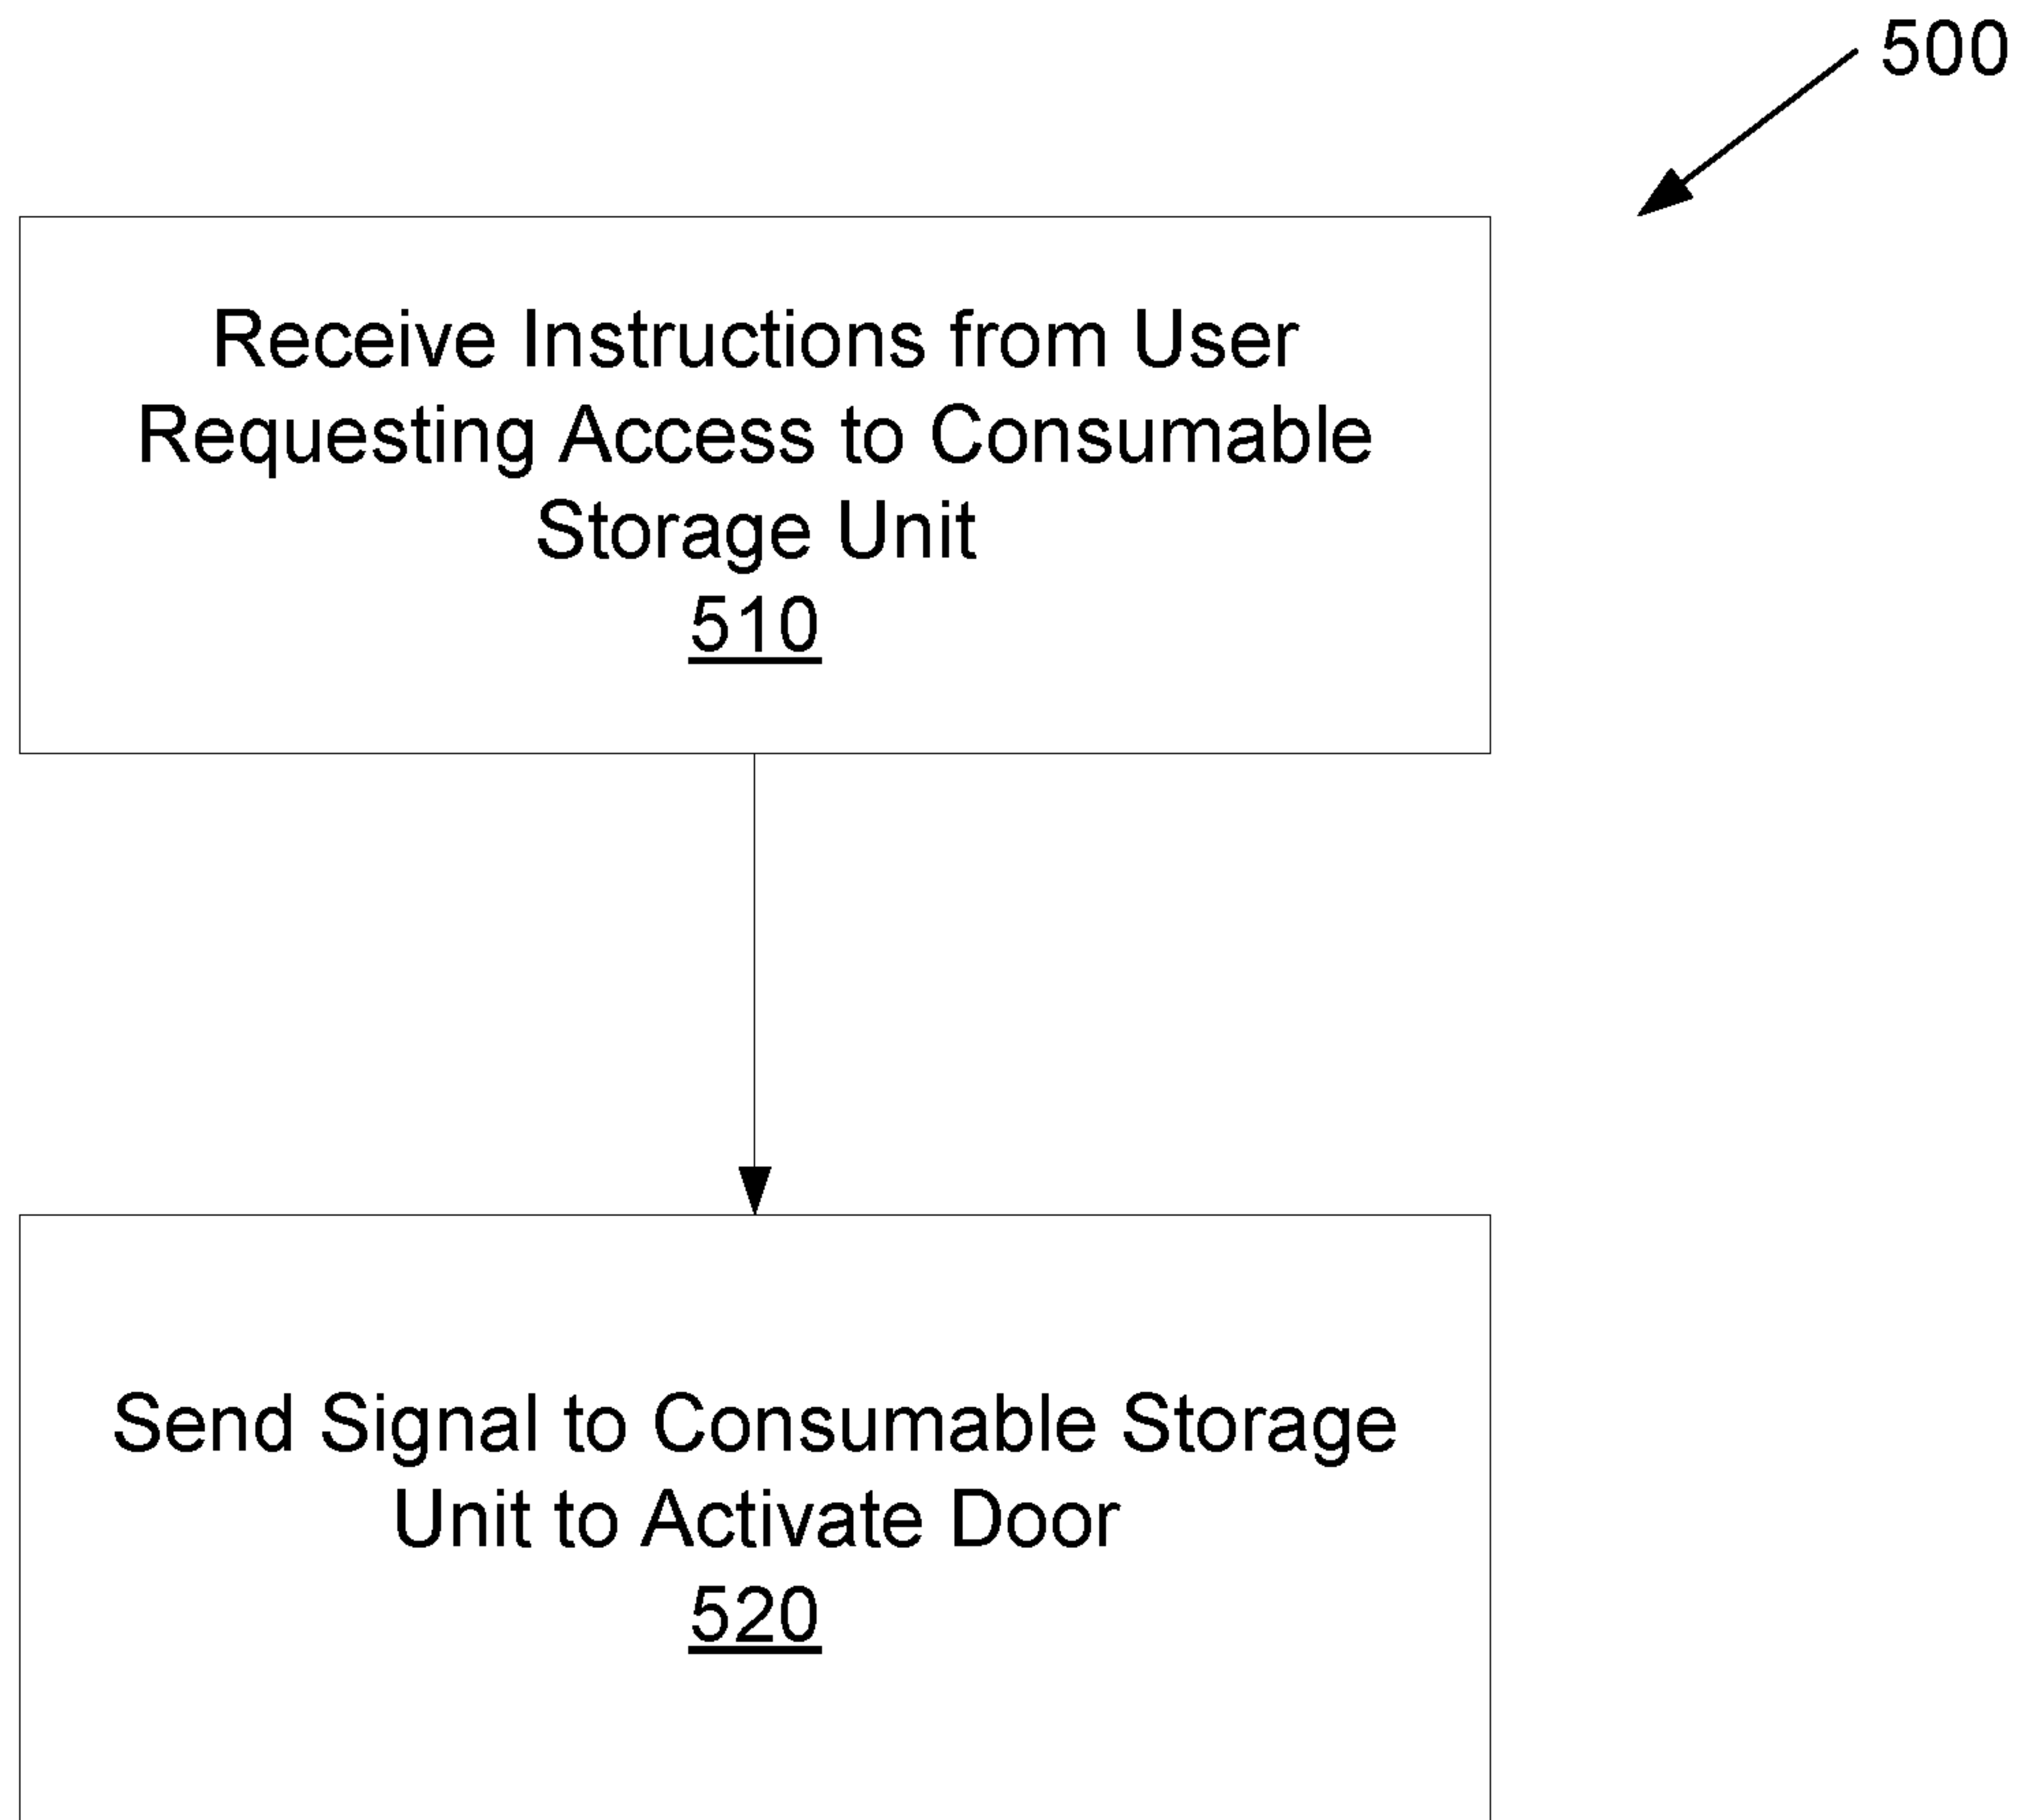 500
Receive Instructions from User
Requesting Access to Consumable
Storage Unit
510
Send Signal to Consumable Storage
Unit to Activate Door
520